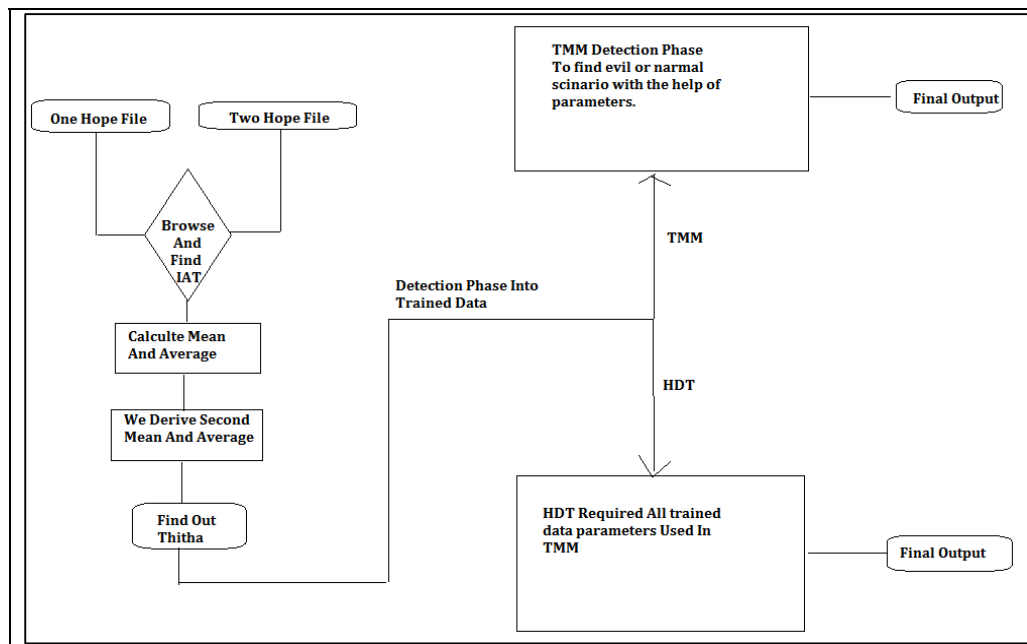 One Hope File
Two Hope File
Browse
And
Find
IAT
Calculte Mean
And Average
We Derive Second
Mean And Average
Find Out
Thitha
Detection Phase Into
Trained Data
TMM
HDT
TMM Detection Phase
To find evil or narmal
scinario with the help of
parameters.
Final Output
HDT Required All trained
data parameters Used In
TMM
Final Output